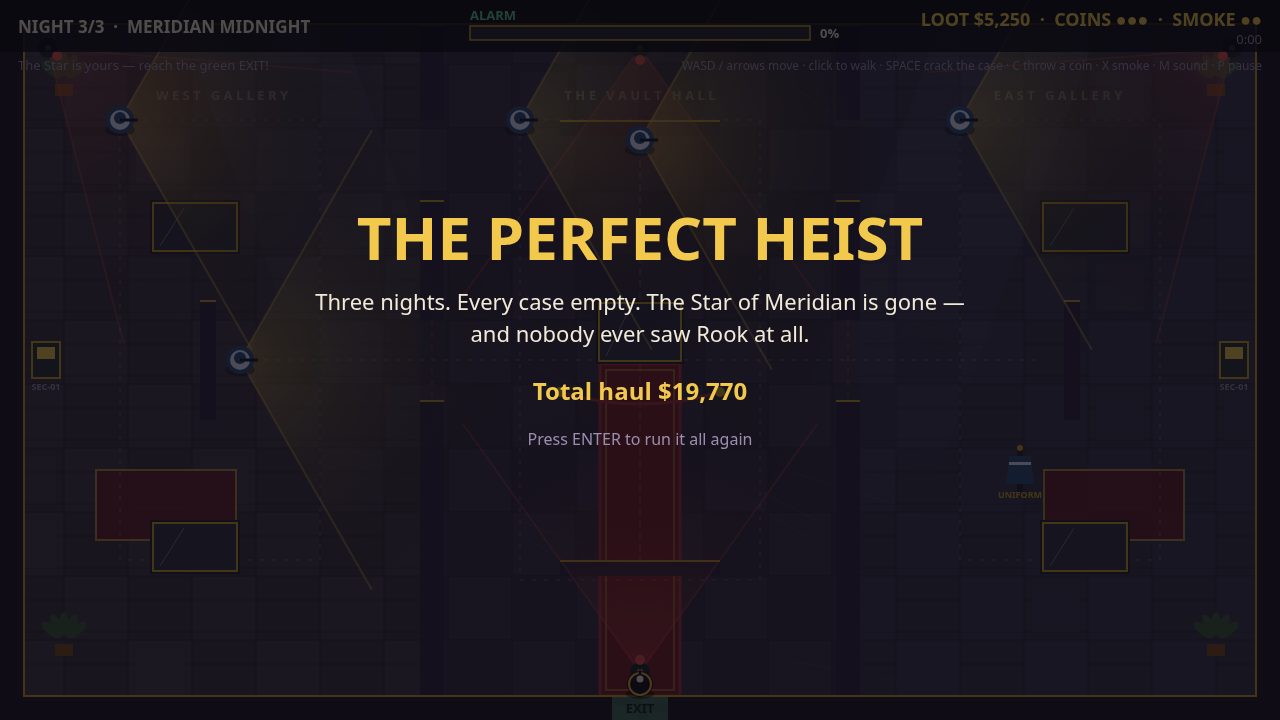 NIGHT 3/3 · MERIDIAN MIDNIGHT
ALARM
0%
LOOT $5,250 · COINS ●●● · SMOKE ●●
0:00
The Star is yours — reach the green EXIT!
WASD / arrows move · click to walk · SPACE crack the case · C throw a coin · X smoke · M sound · P pause
WEST GALLERY
THE VAULT HALL
EAST GALLERY
THE PERFECT HEIST
Three nights. Every case empty. The Star of Meridian is gone —
and nobody ever saw Rook at all.
SEC-01
SEC-01
Total haul $19,770
Press ENTER to run it all again
UNIFORM
EXIT